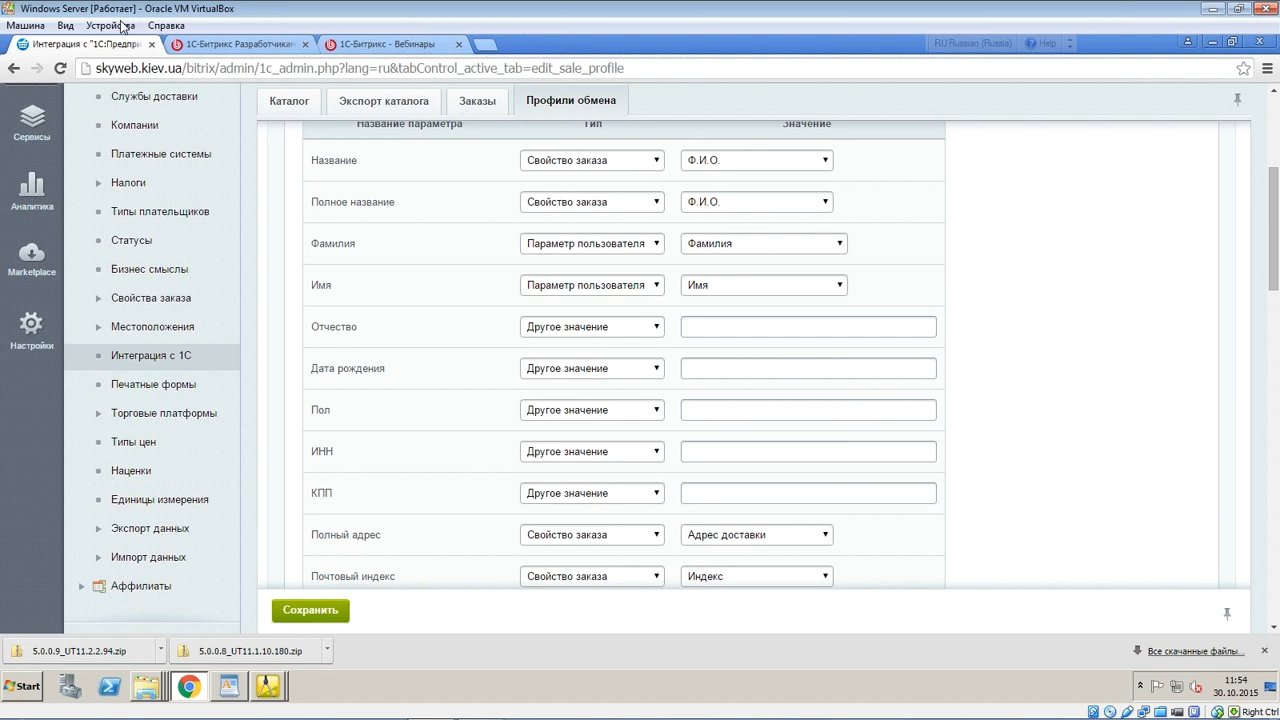 Windows Server [Работает] - Oracle VM VirtualBox
Машина Вид Устройства Справка
Интеграция с "1С:Предпри
1С-Битрикс Разработчикам
1С-Битрикс - Вебинары
RU Russian (Russia)
Help
skyweb.kiev.ua/bitrix/admin/1c_admin.php?lang=ru&tabControl_active_tab=edit_sale_profile
Сервисы
Аналитика
Marketplace
Настройки
Службы доставки
Компании
Платежные системы
Налоги
Типы плательщиков
Статусы
Бизнес смыслы
Свойства заказа
Местоположения
Интеграция с 1С
Печатные формы
Торговые платформы
Типы цен
Наценки
Единицы измерения
Экспорт данных
Импорт данных
Аффилиаты
Каталог Экспорт каталога Заказы Профили обмена
Название параметра Тип Значение
Название Свойство заказа Ф.И.О.
Полное название Свойство заказа Ф.И.О.
Фамилия Параметр пользователя Фамилия
Имя Параметр пользователя Имя
Отчество Другое значение
Дата рождения Другое значение
Пол Другое значение
ИНН Другое значение
КПП Другое значение
Полный адрес Свойство заказа Адрес доставки
Почтовый индекс Свойство заказа Индекс
Сохранить
5.0.0.9_UT11.2.2.94.zip
5.0.0.8_UT11.1.10.180.zip
Все скачанные файлы...
Start
11:54
30.10.2015
Right Ctrl